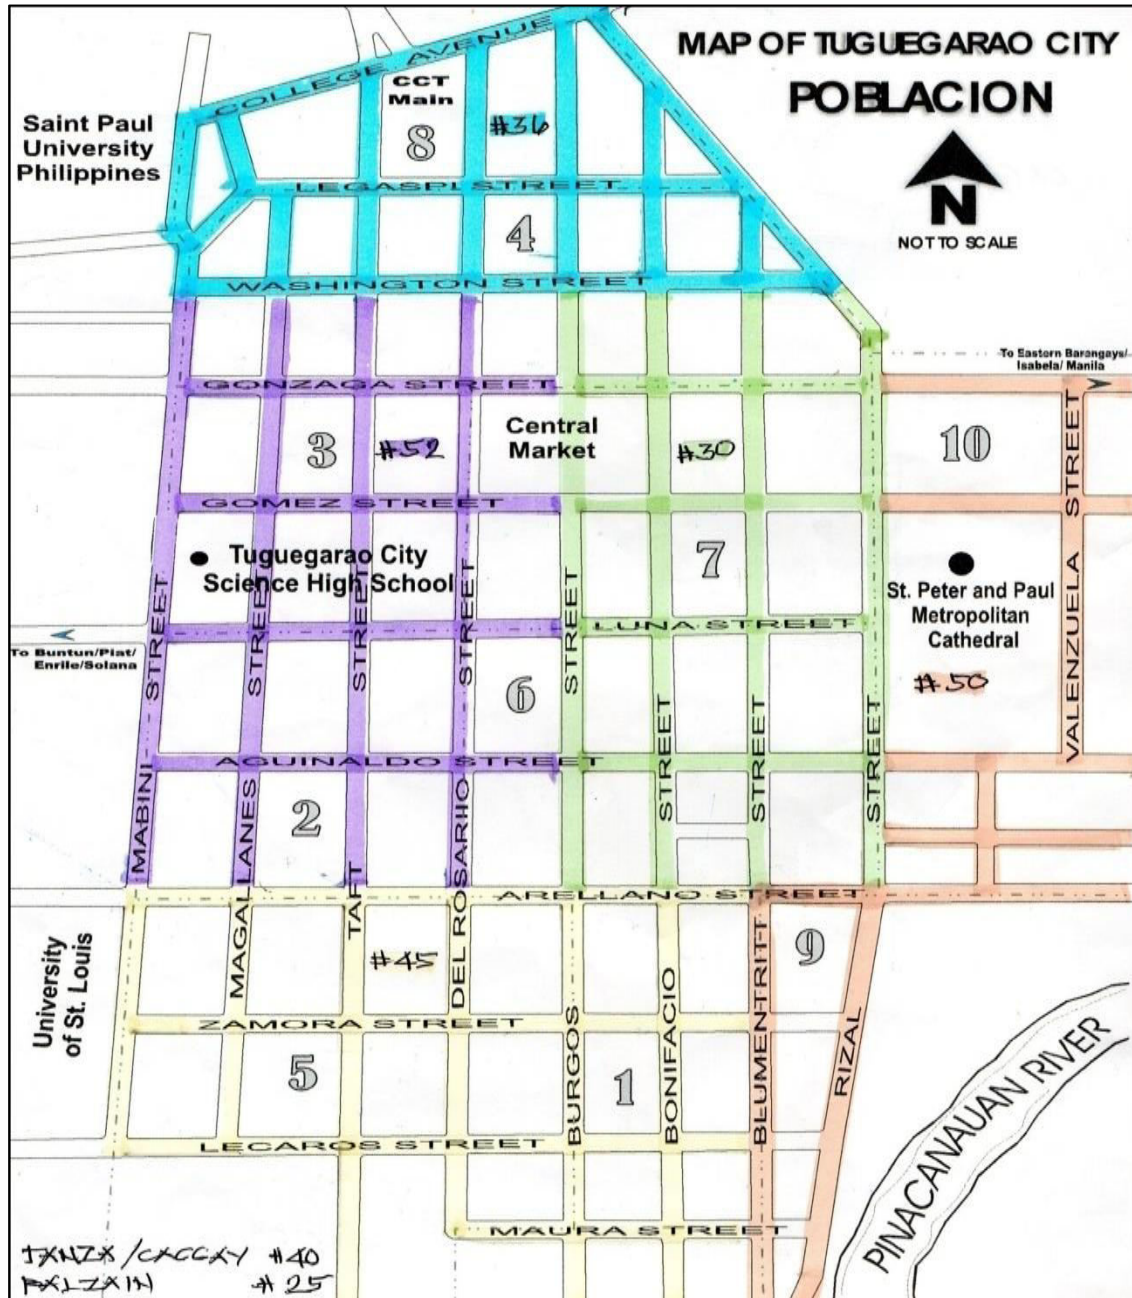 MAP OF TUGUEGARAO CITY
POBLACION
N
NOT TO SCALE
COLLEGE AVENUE
CCT
Main
Saint Paul
University
Philippines
8
#36
LEGASPI STREET
4
WASHINGTON STREET
To Eastern Barangays/
Isabela/ Manila
GONZAGA STREET
Central
Market
3
#52
#30
10
GOMEZ STREET
Tuguegarao City
Science High School
7
St. Peter and Paul
Metropolitan
Cathedral
LUNA STREET
To Buntun/Piat/
Enrile/Solana
6
#50
VALENZUELA STREET
AGUINALDO STREET
2
MABINI STREET
MAGALLANES STREET
TAFT STREET
DEL ROSARIO STREET
BURGOS STREET
BONIFACIO STREET
BLUMENTRITT STREET
RIZAL STREET
ARELLANO STREET
9
University
of St. Louis
#45
ZAMORA STREET
5
1
LECAROS STREET
MAURA STREET
PINACANAUAN RIVER
#40
#25